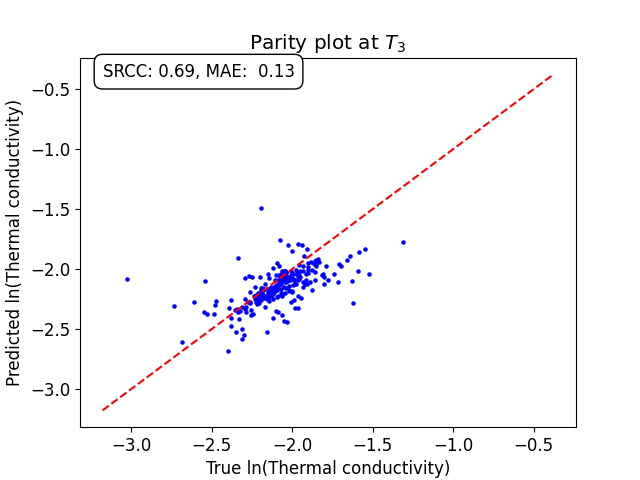 Parity plot at T₃
SRCC: 0.69, MAE:  0.13
Predicted ln(Thermal conductivity)
−0.5
−1.0
−1.5
−2.0
−2.5
−3.0
−3.0 −2.5 −2.0 −1.5 −1.0 −0.5
True ln(Thermal conductivity)